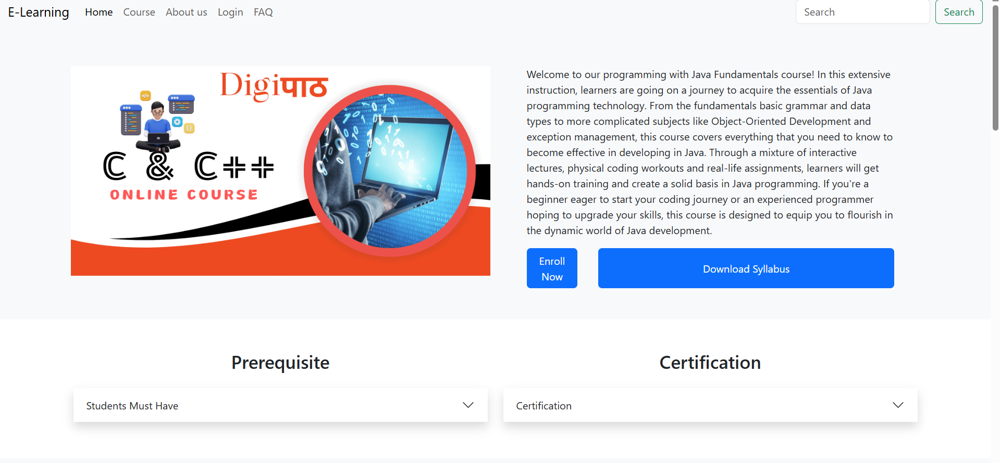 E-Learning Home Course About us Login FAQ Search Search
Digiपाठ
C & C++
ONLINE COURSE
Welcome to our programming with Java Fundamentals course! In this extensive
instruction, learners are going on a journey to acquire the essentials of Java
programming technology. From the fundamentals basic grammar and data
types to more complicated subjects like Object-Oriented Development and
exception management, this course covers everything that you need to know to
become effective in developing in Java. Through a mixture of interactive
lectures, physical coding workouts and real-life assignments, learners will get
hands-on training and create a solid basis in Java programming. If you're a
beginner eager to start your coding journey or an experienced programmer
hoping to upgrade your skills, this course is designed to equip you to flourish in
the dynamic world of Java development.
Enroll
Now
Download Syllabus
Prerequisite
Students Must Have
Certification
Certification